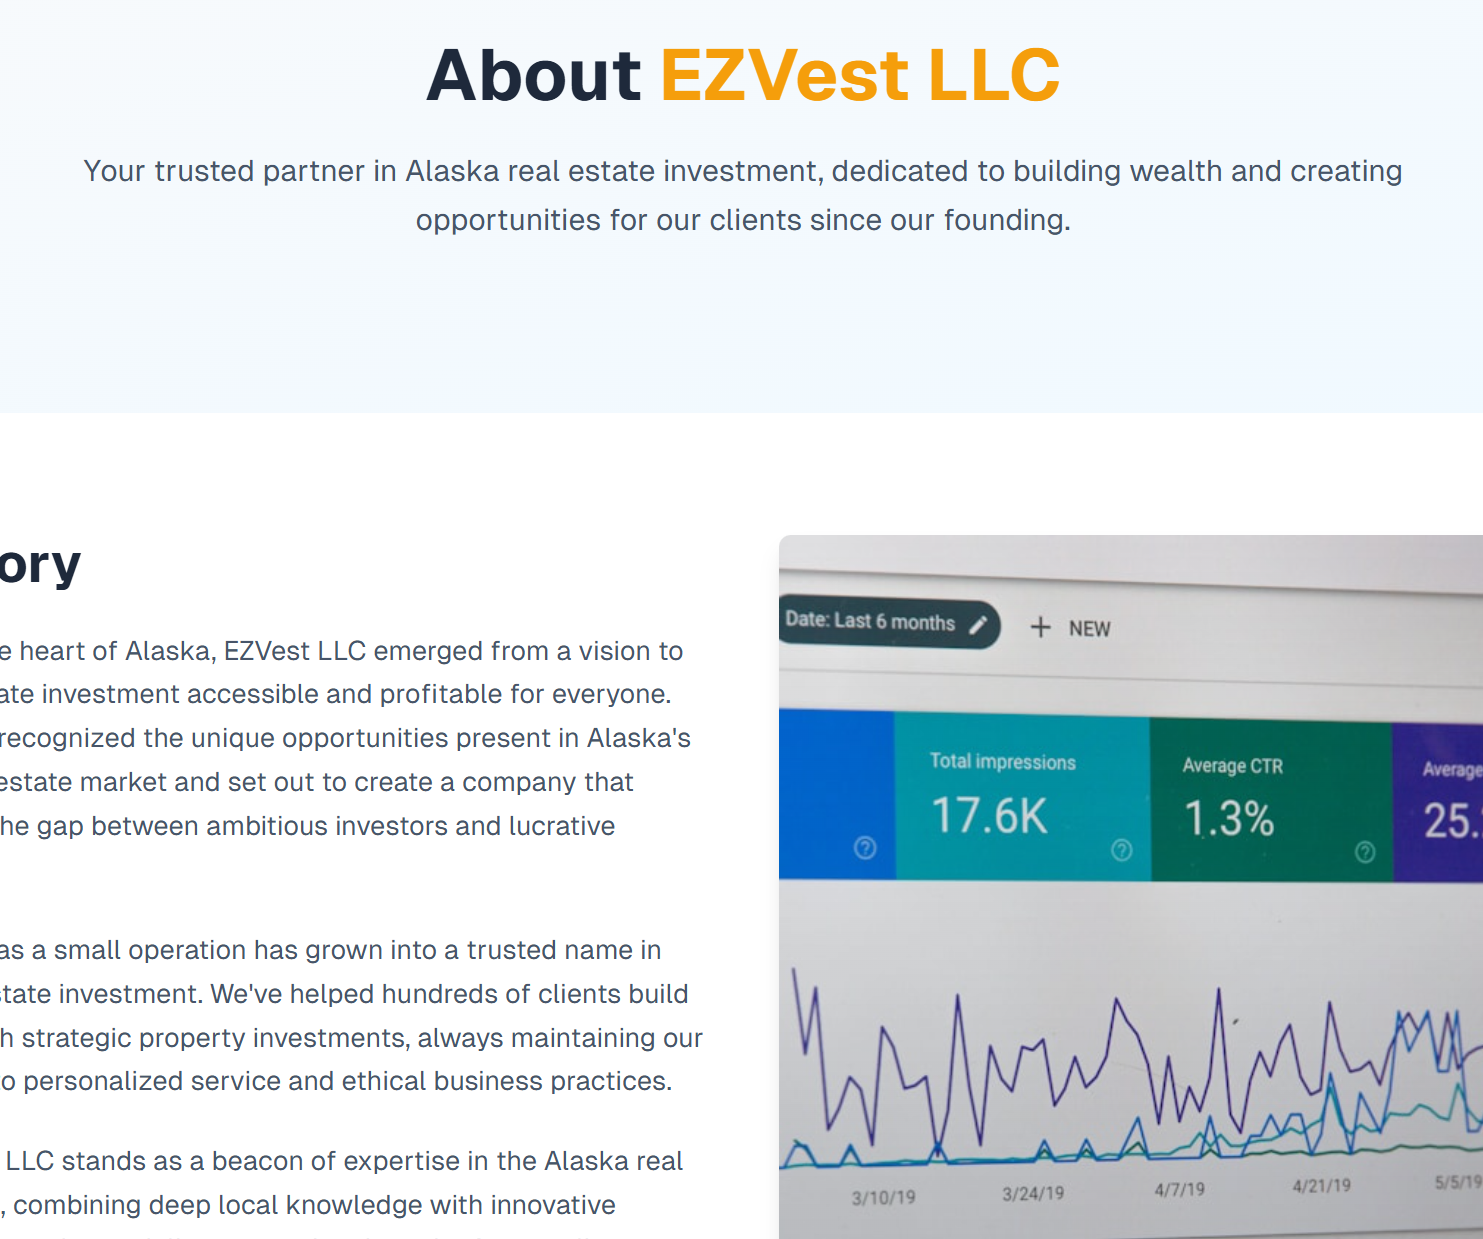 About EZVest LLC
Your trusted partner in Alaska real estate investment, dedicated to building wealth and creating
opportunities for our clients since our founding.
ory
e heart of Alaska, EZVest LLC emerged from a vision to
ate investment accessible and profitable for everyone.
recognized the unique opportunities present in Alaska's
estate market and set out to create a company that
he gap between ambitious investors and lucrative
as a small operation has grown into a trusted name in
state investment. We've helped hundreds of clients build
h strategic property investments, always maintaining our
o personalized service and ethical business practices.
LLC stands as a beacon of expertise in the Alaska real
, combining deep local knowledge with innovative
Date: Last 6 months
+ NEW
Total impressions
17.6K
Average CTR
1.3%
Average
25.
3/10/19
3/24/19
4/7/19
4/21/19
5/5/19